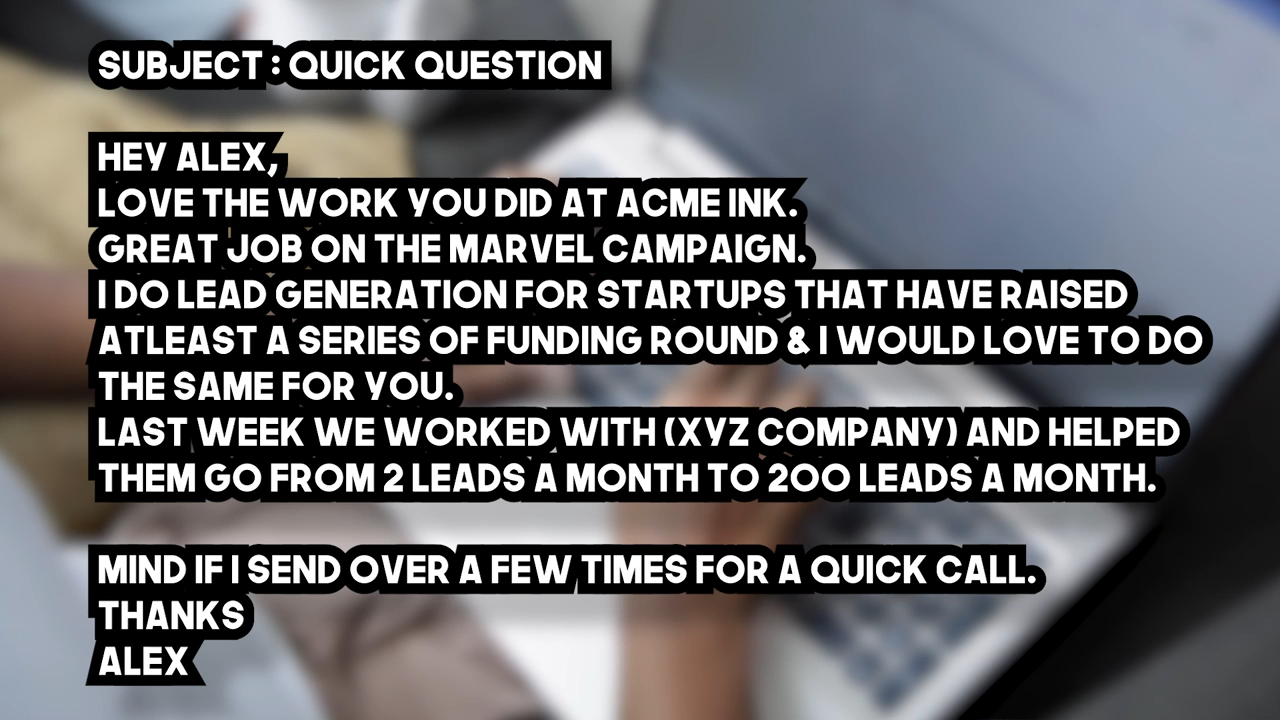 SUBJECT : QUICK QUESTION
HEY ALEX,
LOVE THE WORK YOU DID AT ACME INK.
GREAT JOB ON THE MARVEL CAMPAIGN.
I DO LEAD GENERATION FOR STARTUPS THAT HAVE RAISED
ATLEAST A SERIES OF FUNDING ROUND & I WOULD LOVE TO DO
THE SAME FOR YOU.
LAST WEEK WE WORKED WITH (XYZ COMPANY) AND HELPED
THEM GO FROM 2 LEADS A MONTH TO 200 LEADS A MONTH.
MIND IF I SEND OVER A FEW TIMES FOR A QUICK CALL.
THANKS
ALEX